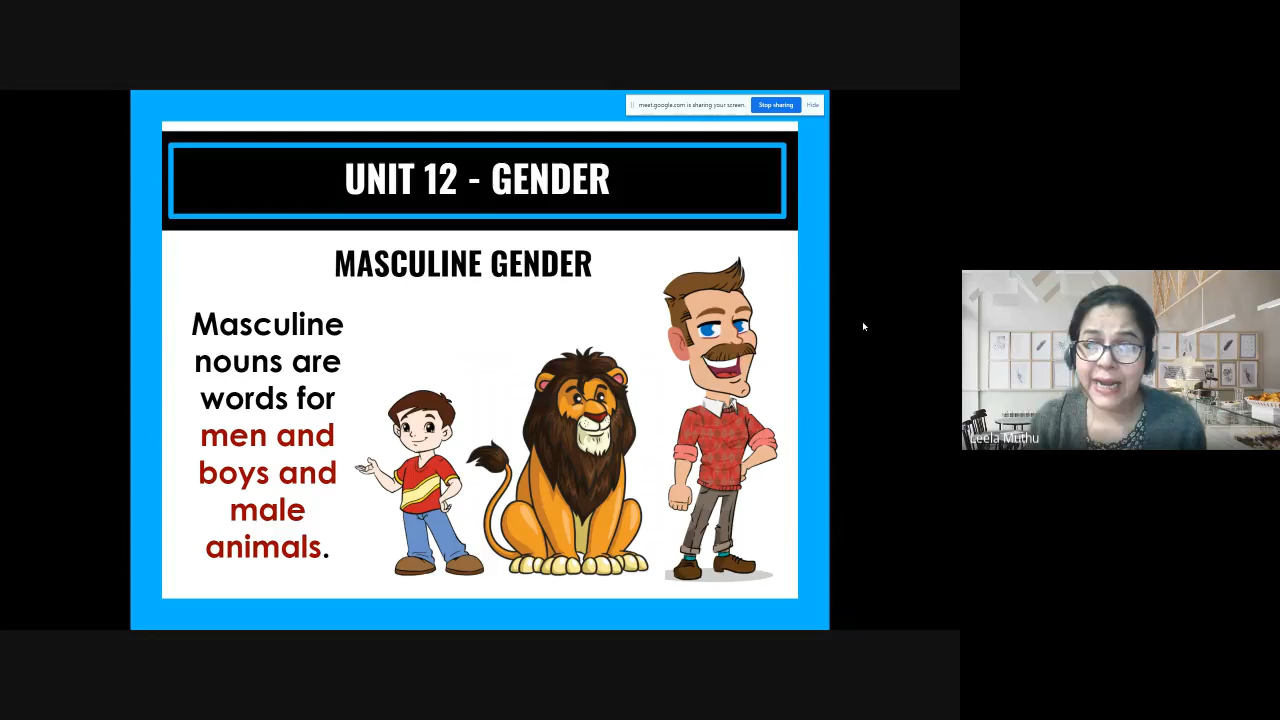 meet.google.com is sharing your screen.
Stop sharing
Hide
UNIT 12 - GENDER
MASCULINE GENDER
Masculine
nouns are
words for
men and
boys and
male
animals.
Leela Muthu